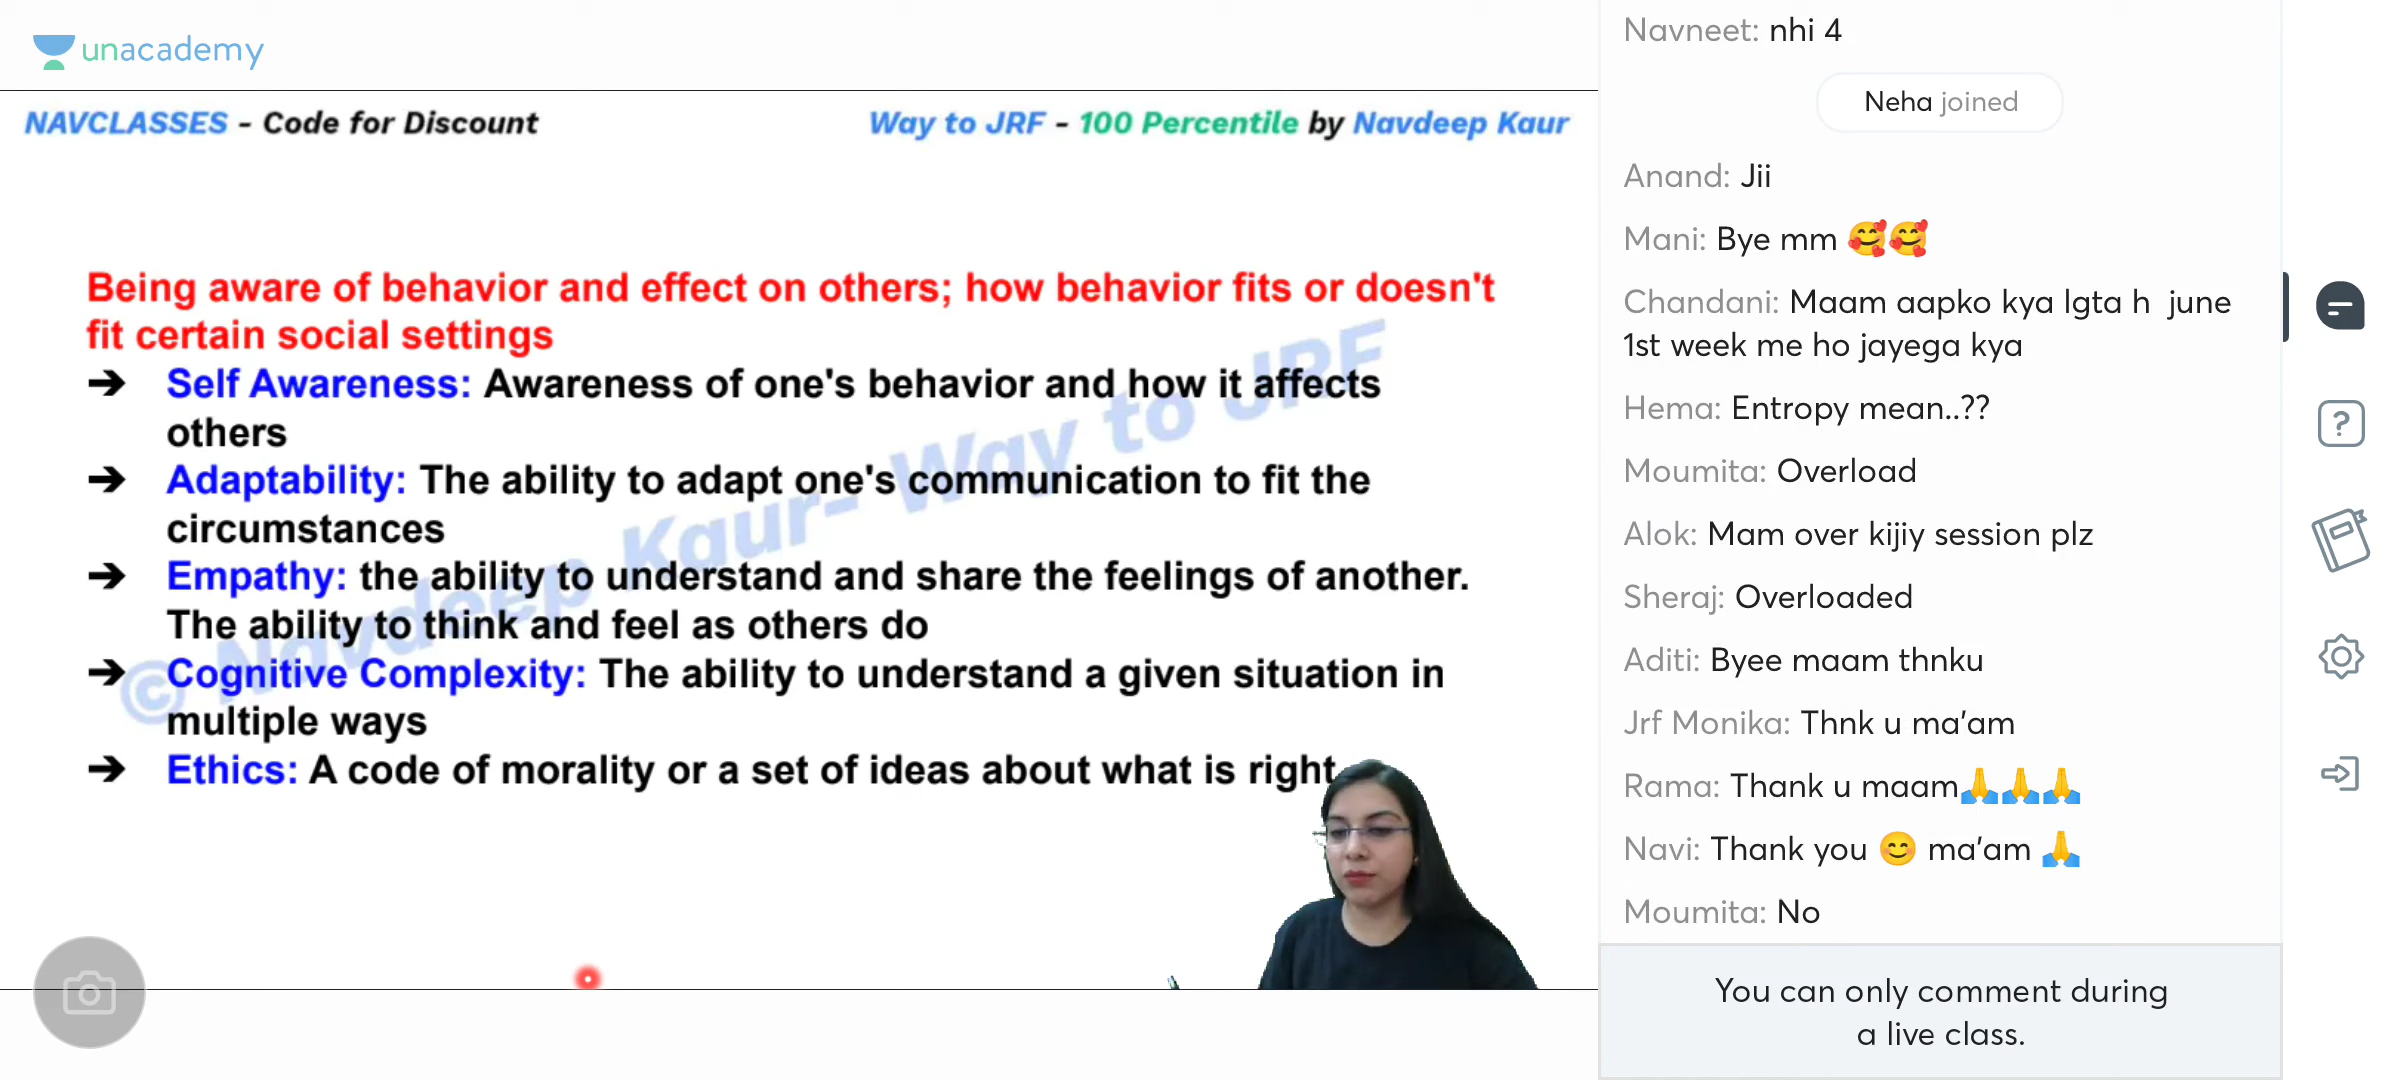 unacademy
NAVCLASSES - Code for Discount
Way to JRF - 100 Percentile by Navdeep Kaur
Being aware of behavior and effect on others; how behavior fits or doesn't
fit certain social settings
➔ Self Awareness: Awareness of one's behavior and how it affects
others
➔ Adaptability: The ability to adapt one's communication to fit the
circumstances
➔ Empathy: the ability to understand and share the feelings of another.
The ability to think and feel as others do
➔ Cognitive Complexity: The ability to understand a given situation in
multiple ways
➔ Ethics: A code of morality or a set of ideas about what is right
© Navdeep Kaur- Way to JRF
Navneet: nhi 4
Neha joined
Anand: Jii
Mani: Bye mm 🥰🥰
Chandani: Maam aapko kya lgta h june
1st week me ho jayega kya
Hema: Entropy mean..??
Moumita: Overload
Alok: Mam over kijiy session plz
Sheraj: Overloaded
Aditi: Byee maam thnku
Jrf Monika: Thnk u ma'am
Rama: Thank u maam🙏🙏🙏
Navi: Thank you 😊 ma'am 🙏
Moumita: No
You can only comment during
a live class.
?